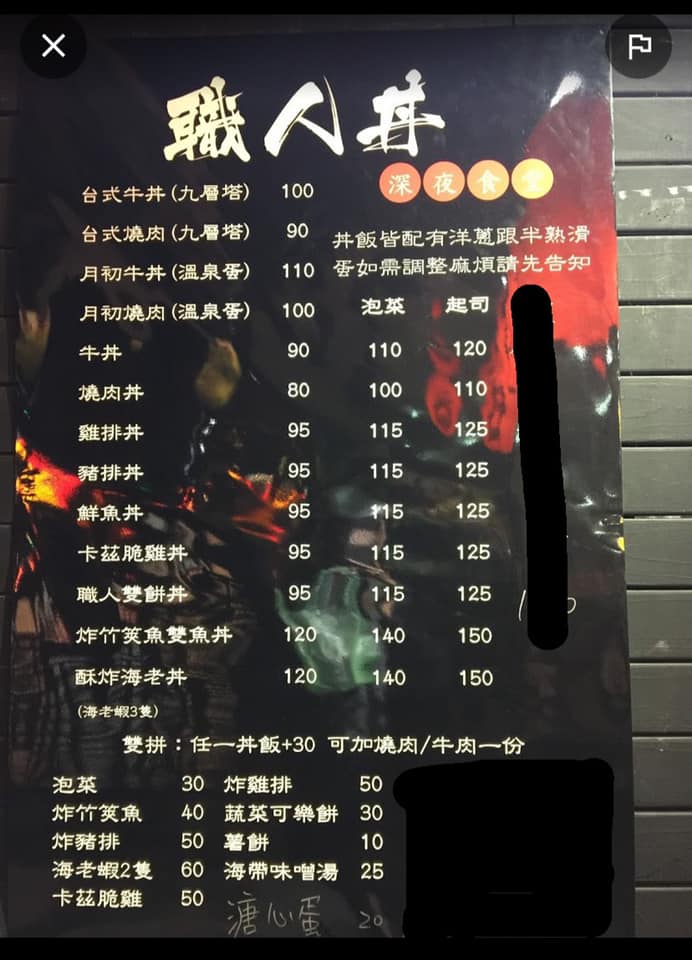 職人丼
深夜食堂
台式牛丼(九層塔) 100
台式燒肉(九層塔) 90
月初牛丼(溫泉蛋) 110
月初燒肉(溫泉蛋) 100
丼飯皆配有洋蔥跟半熟滑
蛋如需調整麻煩請先告知
泡菜 起司
牛丼 90 110 120
燒肉丼 80 100 110
雞排丼 95 115 125
豬排丼 95 115 125
鮮魚丼 95 115 125
卡茲脆雞丼 95 115 125
職人雙餅丼 95 115 125
炸竹筴魚雙魚丼 120 140 150
酥炸海老丼 120 140 150
(海老蝦3隻)
雙拼：任一丼飯+30 可加燒肉/牛肉一份
泡菜 30 炸雞排 50
炸竹筴魚 40 蔬菜可樂餅 30
炸豬排 50 薯餅 10
海老蝦2隻 60 海帶味噌湯 25
卡茲脆雞 50
溏心蛋 20